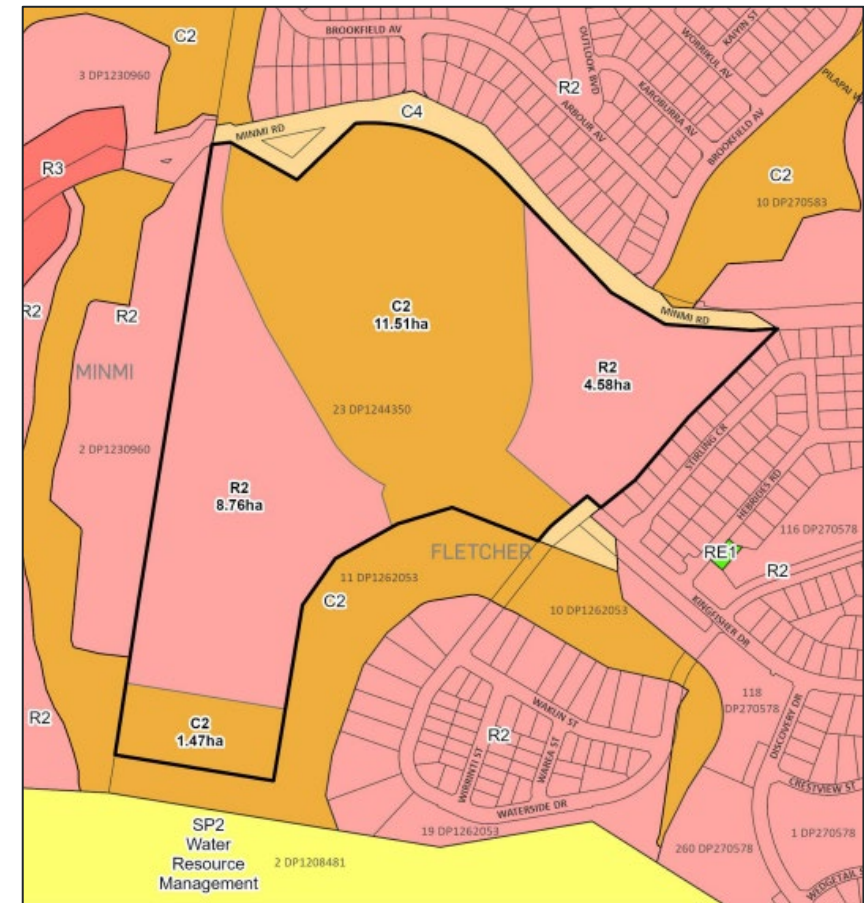 C2
BROOKFIELD AV
OUTLOOK BVD
WORRIKUL AV
KAIYIN ST
3 DP1230960
R2
KAROBURRA AV
ARBOUR AV
C4
MINMI RD
BROOKFIELD AV
R3
C2
10 DP270583
R2
R2
C2
11.51ha
MINMI RD
MINMI
R2
4.58ha
23 DP1244350
2 DP1230960
STIRLING CR
HEBRIDES RD
R2
8.76ha
116 DP270578
FLETCHER
RE1
R2
11 DP1262053
C2
10 DP1262053
KINGFISHER DR
118
DP270578
R2
C2
1.47ha
WAKUN ST
R2
WAREA ST
WIRRINTI ST
DISCOVERY DR
CRESTVIEW ST
WATERSIDE DR
SP2
Water
Resource
Management
19 DP1262053
2 DP1208481
260 DP270578
1 DP270578